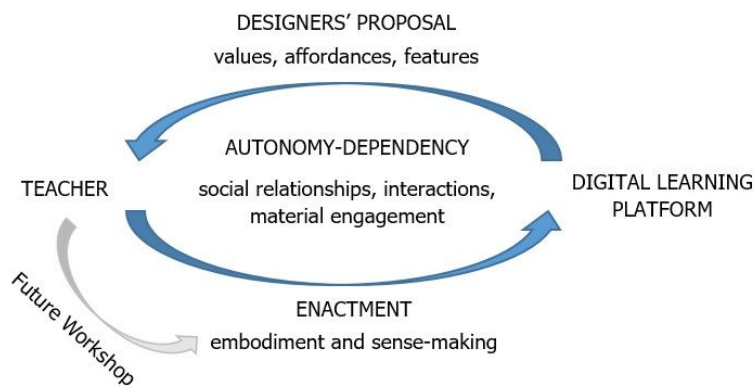 DESIGNERS’ PROPOSAL
values, affordances, features
AUTONOMY-DEPENDENCY
social relationships, interactions,
material engagement
TEACHER
DIGITAL LEARNING
PLATFORM
Future Workshop
ENACTMENT
embodiment and sense-making